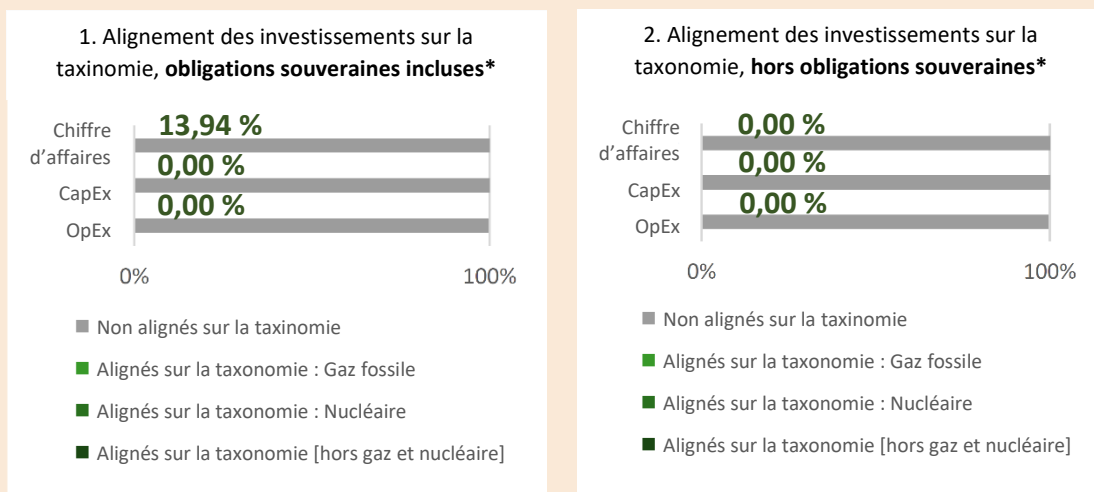 1. Alignement des investissements sur la
taxinomie, obligations souveraines incluses*
13,94 %
Chiffre
d’affaires
0,00 %
CapEx
0,00 %
OpEx
0%
100%
Non alignés sur la taxinomie
Alignés sur la taxonomie : Gaz fossile
Alignés sur la taxonomie : Nucléaire
Alignés sur la taxonomie [hors gaz et nucléaire]
2. Alignement des investissements sur la
taxonomie, hors obligations souveraines*
0,00 %
Chiffre
d’affaires
0,00 %
CapEx
0,00 %
OpEx
0%
100%
Non alignés sur la taxinomie
Alignés sur la taxonomie : Gaz fossile
Alignés sur la taxonomie : Nucléaire
Alignés sur la taxonomie [hors gaz et nucléaire]